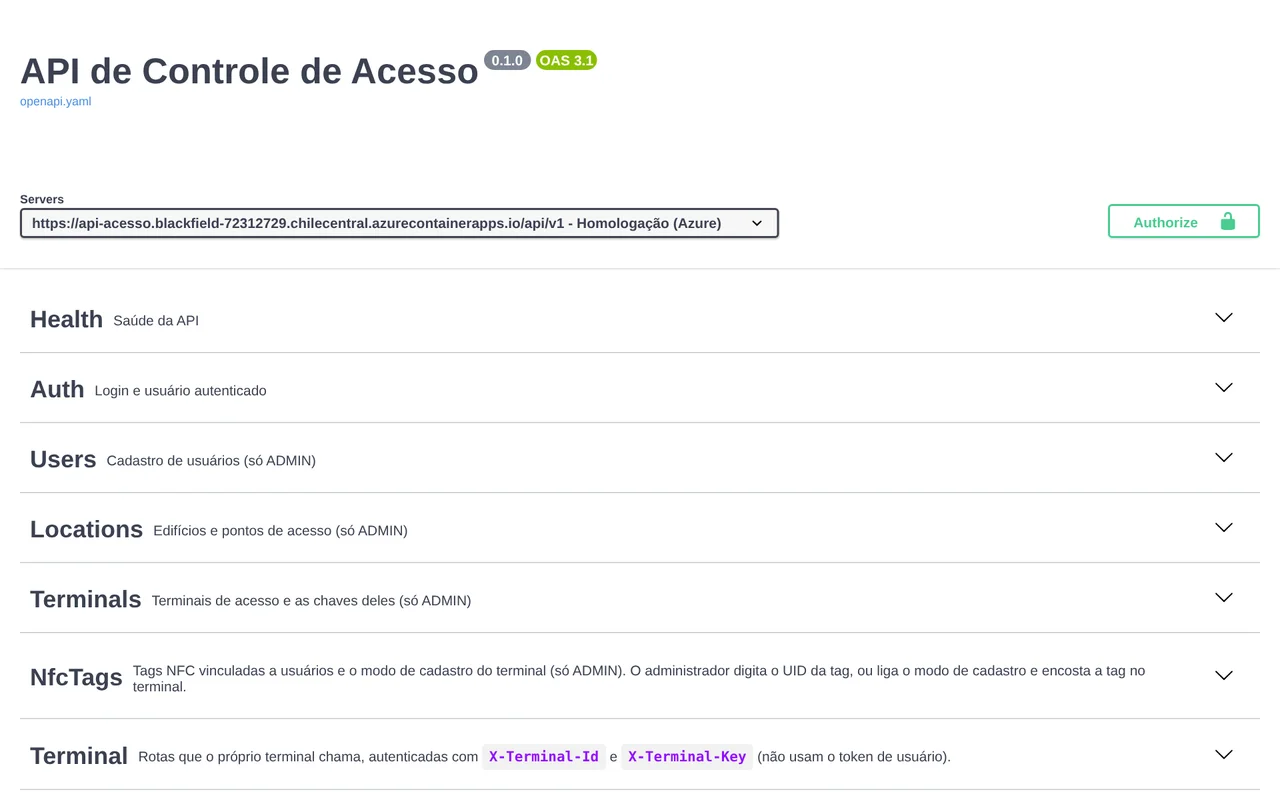 API de Controle de Acesso 0.1.0 OAS 3.1
openapi.yaml
Servers
https://api-acesso.blackfield-72312729.chilecentral.azurecontainerapps.io/api/v1 - Homologação (Azure)
Authorize
Health Saúde da API
Auth Login e usuário autenticado
Users Cadastro de usuários (só ADMIN)
Locations Edifícios e pontos de acesso (só ADMIN)
Terminals Terminais de acesso e as chaves deles (só ADMIN)
NfcTags Tags NFC vinculadas a usuários e o modo de cadastro do terminal (só ADMIN). O administrador digita o UID da tag, ou liga o modo de cadastro e encosta a tag no
terminal.
Terminal Rotas que o próprio terminal chama, autenticadas com X-Terminal-Id e X-Terminal-Key (não usam o token de usuário).